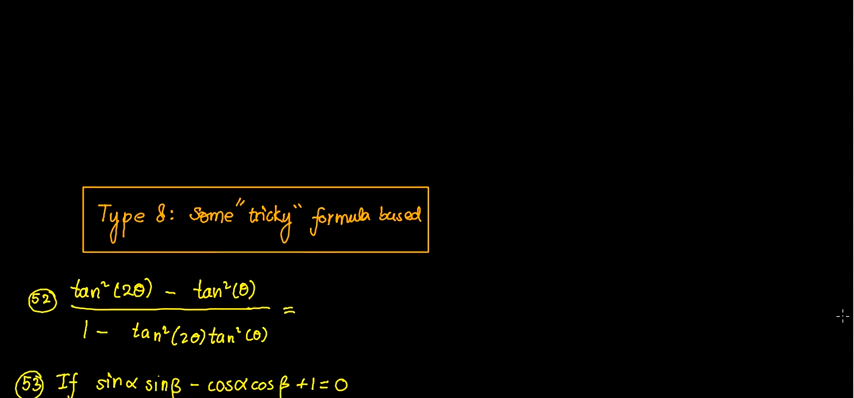 Type 8: Some "tricky" formula based
52 tan²(2θ) - tan²(θ) / 1 - tan²(2θ)tan²(θ) =
53 If sinα sinβ - cosα cosβ + 1 = 0